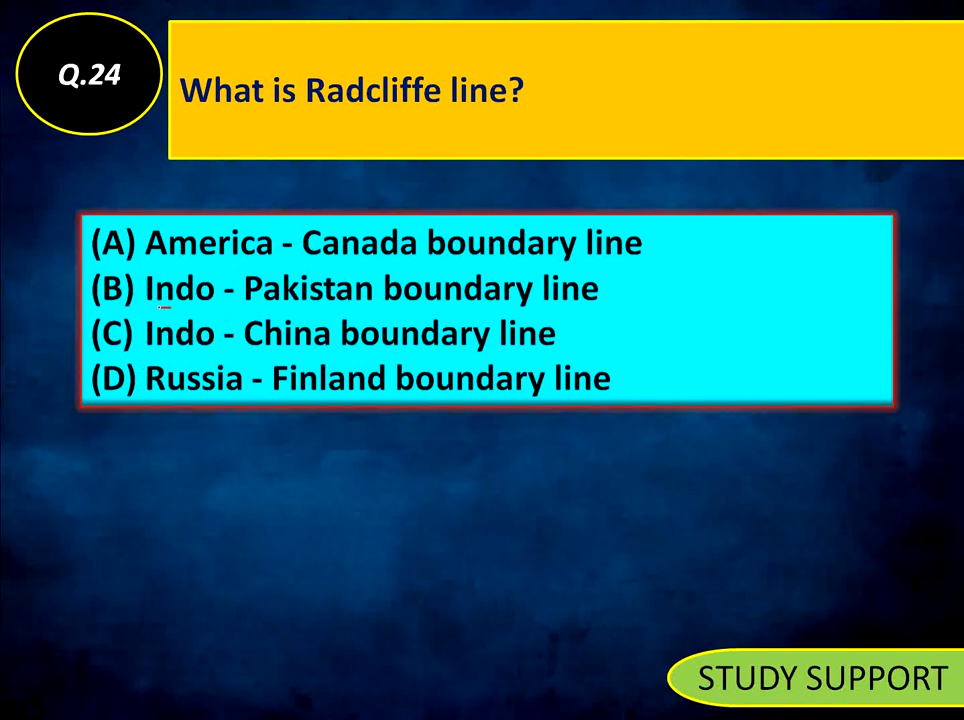 Q.24
What is Radcliffe line?
(A) America - Canada boundary line
(B) Indo - Pakistan boundary line
(C) Indo - China boundary line
(D) Russia - Finland boundary line
STUDY SUPPORT